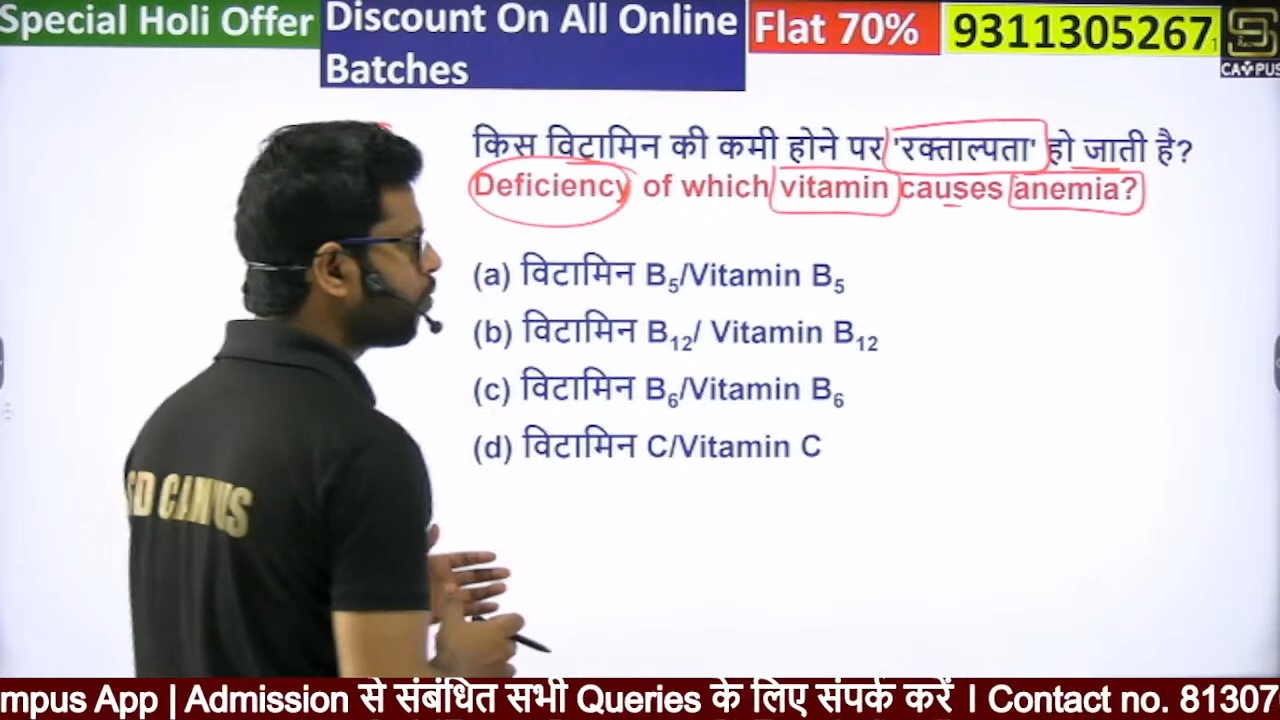 Special Holi Offer
Discount On All Online
Batches
Flat 70%
9311305267
CAMPUS
किस विटामिन की कमी होने पर 'रक्ताल्पता' हो जाती है?
Deficiency of which vitamin causes anemia?
(a) विटामिन B₅/Vitamin B₅
(b) विटामिन B₁₂/ Vitamin B₁₂
(c) विटामिन B₆/Vitamin B₆
(d) विटामिन C/Vitamin C
SD CAMPUS
mpus App | Admission से संबंधित सभी Queries के लिए संपर्क करें । Contact no. 81307